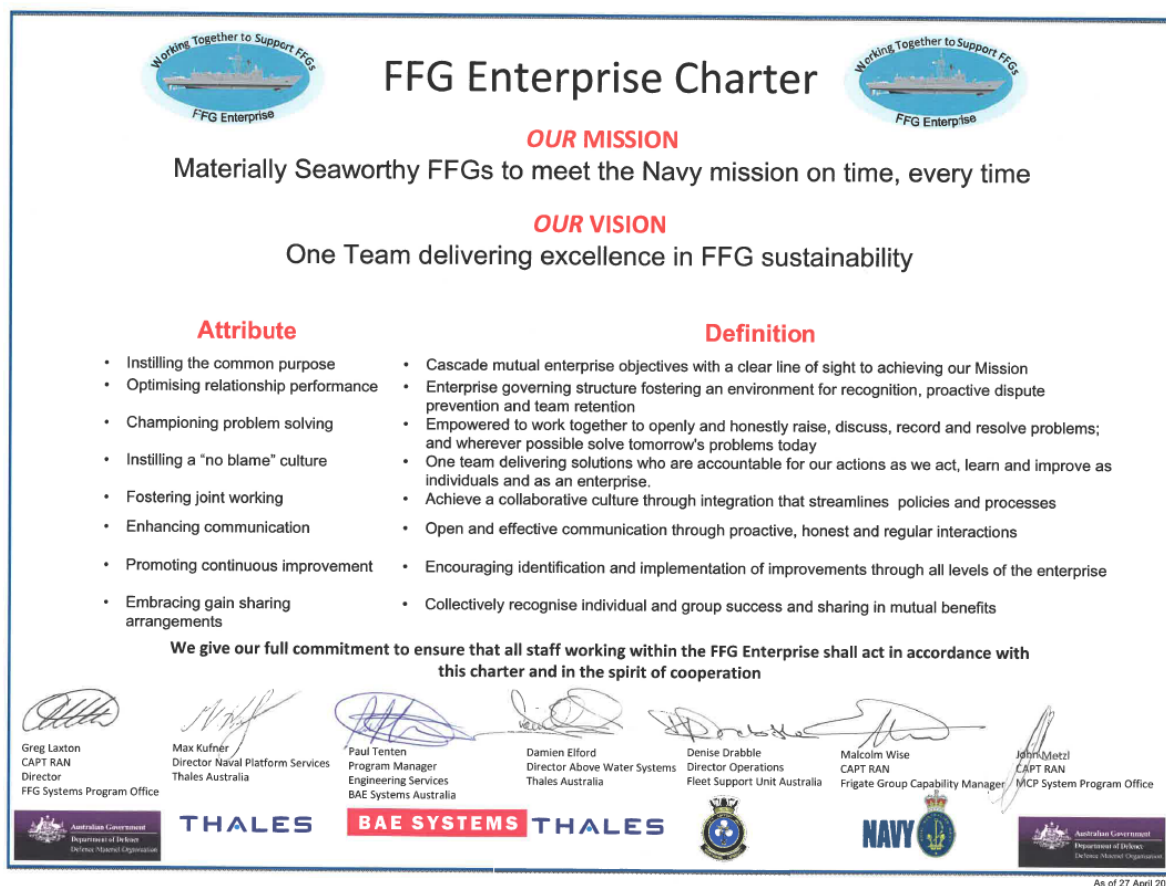 Working Together to Support FFGs
FFG Enterprise
FFG Enterprise Charter
Working Together to Support FFGs
FFG Enterprise
OUR MISSION
Materially Seaworthy FFGs to meet the Navy mission on time, every time
OUR VISION
One Team delivering excellence in FFG sustainability
Attribute
Definition
• Instilling the common purpose
• Cascade mutual enterprise objectives with a clear line of sight to achieving our Mission
• Optimising relationship performance
• Enterprise governing structure fostering an environment for recognition, proactive dispute
prevention and team retention
• Championing problem solving
• Empowered to work together to openly and honestly raise, discuss, record and resolve problems;
and wherever possible solve tomorrow's problems today
• Instilling a "no blame" culture
• One team delivering solutions who are accountable for our actions as we act, learn and improve as
individuals and as an enterprise.
• Fostering joint working
• Achieve a collaborative culture through integration that streamlines policies and processes
• Enhancing communication
• Open and effective communication through proactive, honest and regular interactions
• Promoting continuous improvement
• Encouraging identification and implementation of improvements through all levels of the enterprise
• Embracing gain sharing
arrangements
• Collectively recognise individual and group success and sharing in mutual benefits
We give our full commitment to ensure that all staff working within the FFG Enterprise shall act in accordance with
this charter and in the spirit of cooperation
Greg Laxton
CAPT RAN
Director
FFG Systems Program Office
Max Kufner
Director Naval Platform Services
Thales Australia
Paul Tenten
Program Manager
Engineering Services
BAE Systems Australia
Damien Elford
Director Above Water Systems
Thales Australia
Denise Drabble
Director Operations
Fleet Support Unit Australia
Malcolm Wise
CAPT RAN
Frigate Group Capability Manager
John Metzl
CAPT RAN
MCP System Program Office
Australian Government
Department of Defence
Defence Materiel Organisation
THALES
BAE SYSTEMS
THALES
NAVY
Australian Government
Department of Defence
Defence Materiel Organisation
As of 27 April 20